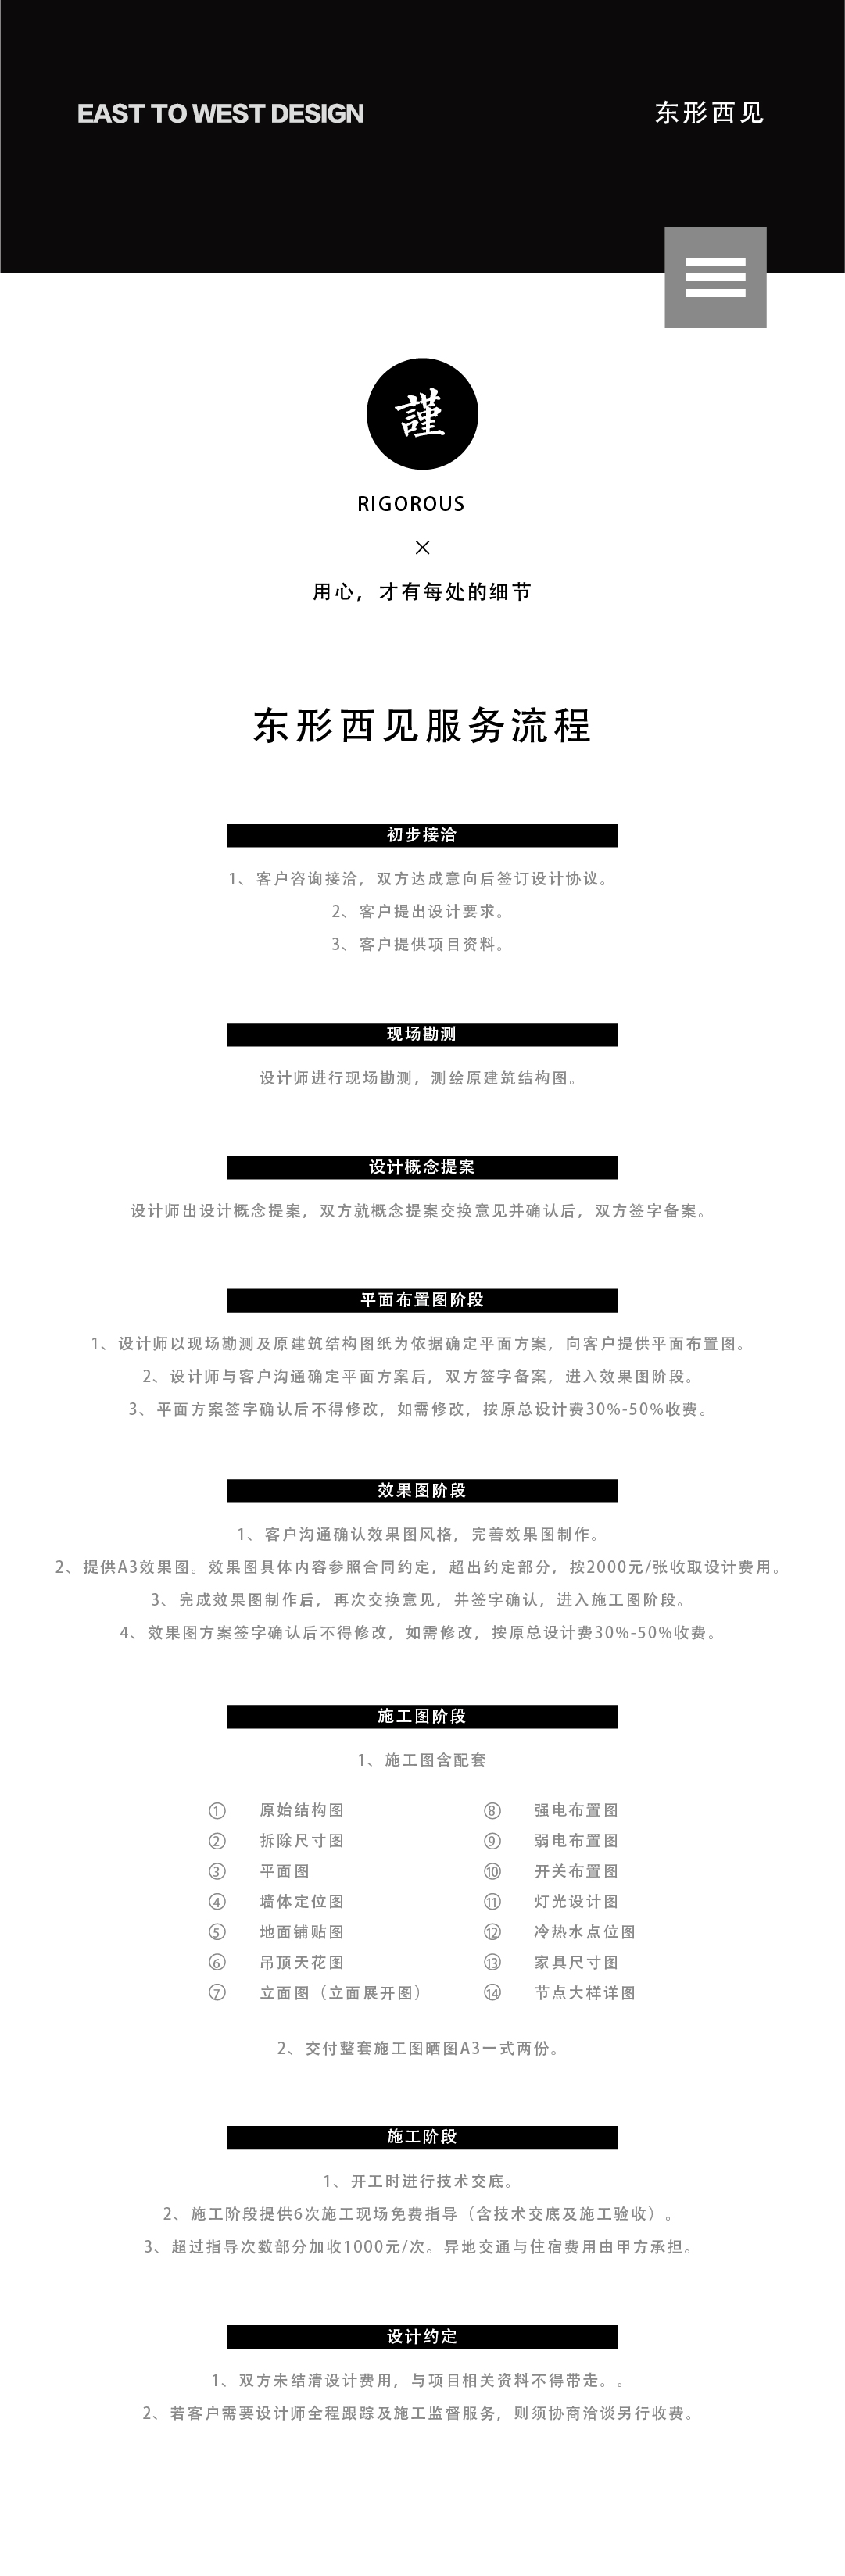 EAST TO WEST DESIGN
东形西见
謹
RIGOROUS
×
用心，才有每处的细节
东形西见服务流程
初步接洽
1、客户咨询接洽，双方达成意向后签订设计协议。
2、客户提出设计要求。
3、客户提供项目资料。
现场勘测
设计师进行现场勘测，测绘原建筑结构图。
设计概念提案
设计师出设计概念提案，双方就概念提案交换意见并确认后，双方签字备案。
平面布置图阶段
1、设计师以现场勘测及原建筑结构图纸为依据确定平面方案，向客户提供平面布置图。
2、设计师与客户沟通确定平面方案后，双方签字备案，进入效果图阶段。
3、平面方案签字确认后不得修改，如需修改，按原总设计费30%-50%收费。
效果图阶段
1、客户沟通确认效果图风格，完善效果图制作。
2、提供A3效果图。效果图具体内容参照合同约定，超出约定部分，按2000元/张收取设计费用。
3、完成效果图制作后，再次交换意见，并签字确认，进入施工图阶段。
4、效果图方案签字确认后不得修改，如需修改，按原总设计费30%-50%收费。
施工图阶段
1、施工图含配套
① 原始结构图
② 拆除尺寸图
③ 平面图
④ 墙体定位图
⑤ 地面铺贴图
⑥ 吊顶天花图
⑦ 立面图（立面展开图）
⑧ 强电布置图
⑨ 弱电布置图
⑩ 开关布置图
⑪ 灯光设计图
⑫ 冷热水点位图
⑬ 家具尺寸图
⑭ 节点大样详图
2、交付整套施工图晒图A3一式两份。
施工阶段
1、开工时进行技术交底。
2、施工阶段提供6次施工现场免费指导（含技术交底及施工验收）。
3、超过指导次数部分加收1000元/次。异地交通与住宿费用由甲方承担。
设计约定
1、双方未结清设计费用，与项目相关资料不得带走。。
2、若客户需要设计师全程跟踪及施工监督服务，则须协商洽谈另行收费。